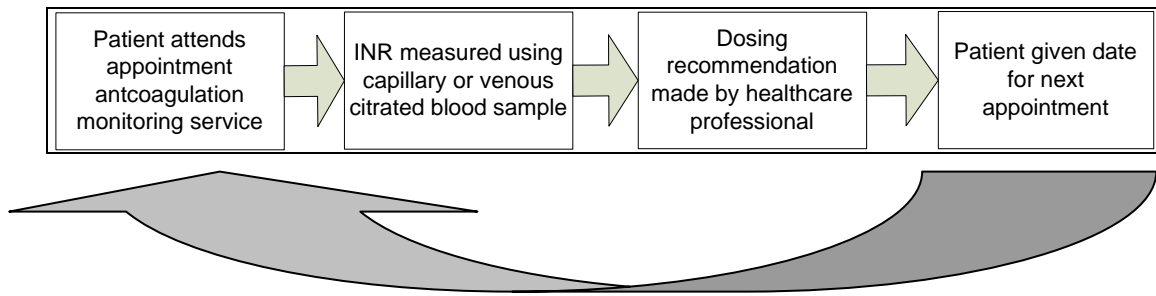 Patient attends
appointment
antcoagulation
monitoring service
INR measured using
capillary or venous
citrated blood sample
Dosing
recommendation
made by healthcare
professional
Patient given date
for next
appointment